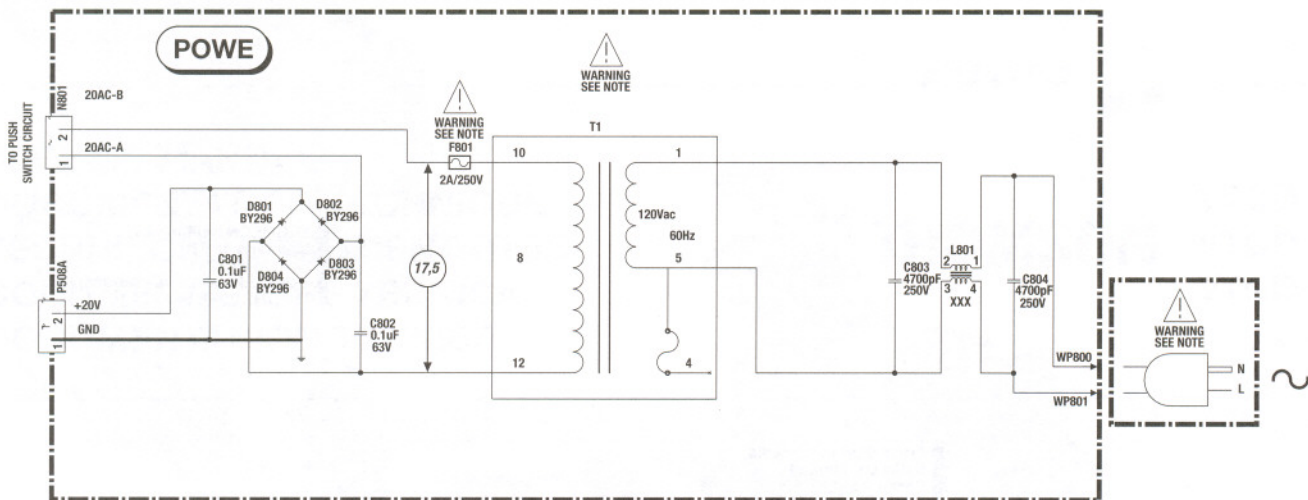 POWE
WARNING
SEE NOTE
WARNING
SEE NOTE
F801
2A/250V
T1
TO PUSH
SWITCH CIRCUIT
N801
20AC-B
2
20AC-A
1
D801
BY296
D802
BY296
D803
BY296
D804
BY296
C801
0.1uF
63V
17,5
C802
0.1uF
63V
P508A
+20V
2
GND
1
10
8
12
1
120Vac
60Hz
5
4
C803
4700pF
250V
L801
2 1
3 4
XXX
C804
4700pF
250V
WP800
WP801
WARNING
SEE NOTE
N
L